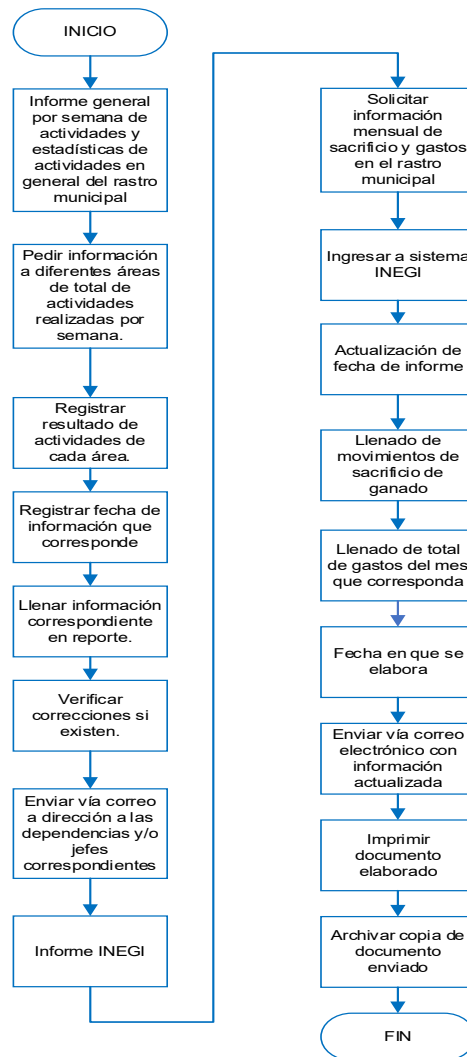 INICIO
Informe general
por semana de
actividades y
estadísticas de
actividades en
general del rastro
municipal
Pedir información
a diferentes áreas
de total de
actividades
realizadas por
semana.
Registrar
resultado de
actividades de
cada área.
Registrar fecha de
información que
corresponde
Llenar información
correspondiente
en reporte.
Verificar
correcciones si
existen.
Enviar vía correo
a dirección a las
dependencias y/o
jefes
correspondientes
Informe INEGI
Solicitar
información
mensual de
sacrificio y gastos
en el rastro
municipal
Ingresar a sistema
INEGI
Actualización de
fecha de informe
Llenado de
movimientos de
sacrificio de
ganado
Llenado de total
de gastos del mes
que corresponda
Fecha en que se
elabora
Enviar vía correo
electrónico con
información
actualizada
Imprimir
documento
elaborado
Archivar copia de
documento
enviado
FIN